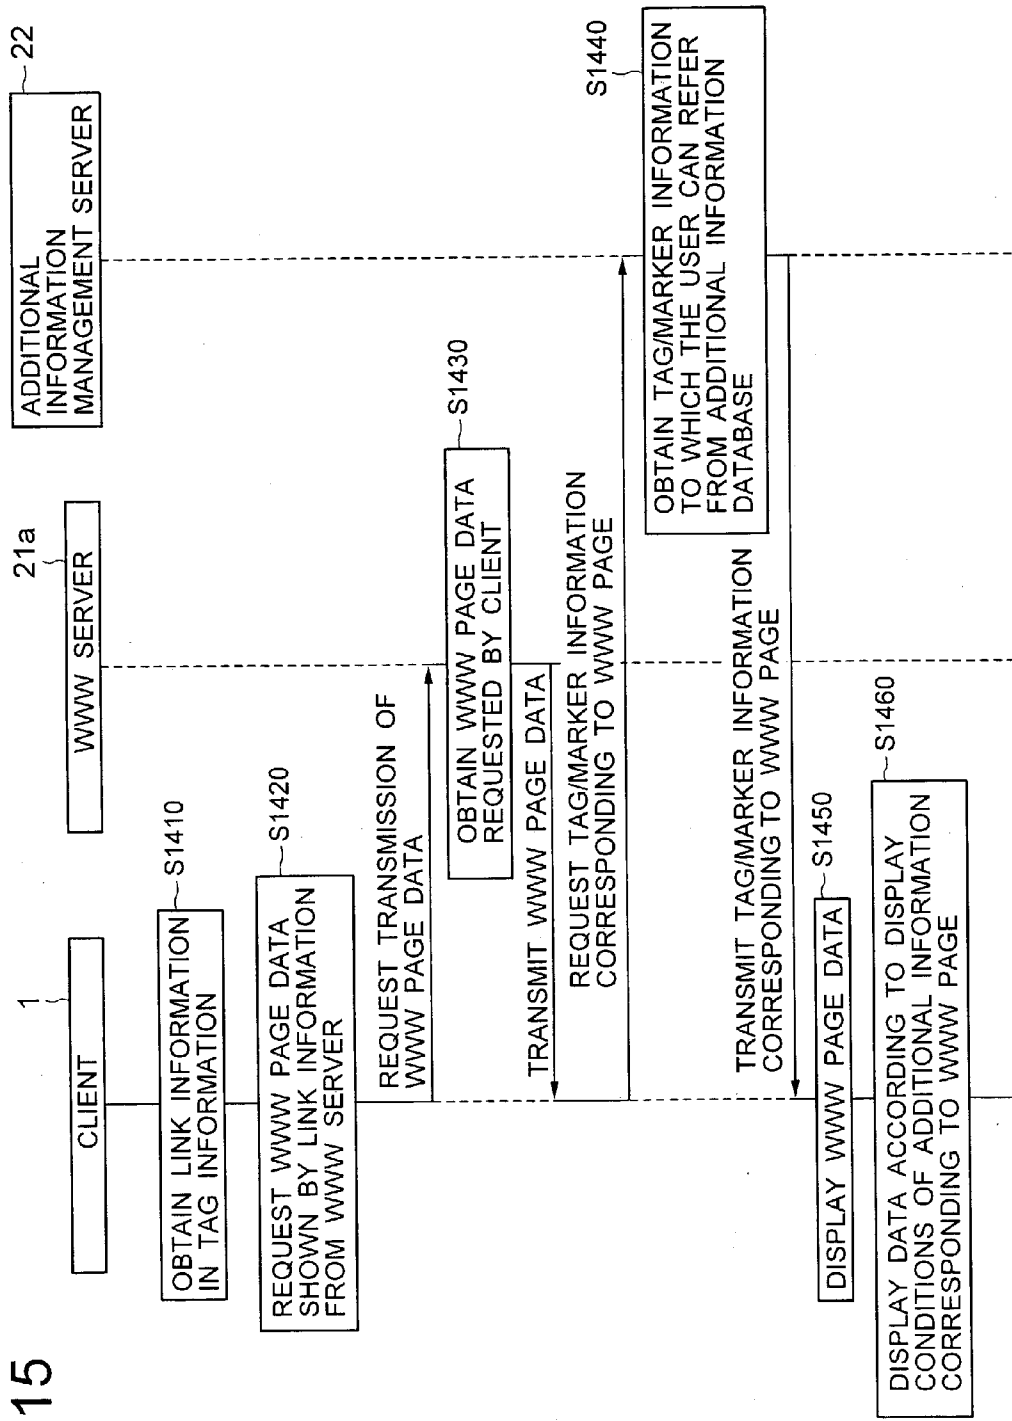 15
CLIENT
1
WWW SERVER
21a
ADDITIONAL
INFORMATION
MANAGEMENT SERVER
22
OBTAIN LINK INFORMATION
IN TAG INFORMATION
S1410
REQUEST WWW PAGE DATA
SHOWN BY LINK INFORMATION
FROM WWW SERVER
S1420
REQUEST TRANSMISSION OF
WWW PAGE DATA
OBTAIN WWW PAGE DATA
REQUESTED BY CLIENT
S1430
TRANSMIT WWW PAGE DATA
REQUEST TAG/MARKER INFORMATION
CORRESPONDING TO WWW PAGE
OBTAIN TAG/MARKER INFORMATION
TO WHICH THE USER CAN REFER
FROM ADDITIONAL INFORMATION
DATABASE
S1440
TRANSMIT TAG/MARKER INFORMATION
CORRESPONDING TO WWW PAGE
DISPLAY WWW PAGE DATA
S1450
DISPLAY DATA ACCORDING TO DISPLAY
CONDITIONS OF ADDITIONAL INFORMATION
CORRESPONDING TO WWW PAGE
S1460